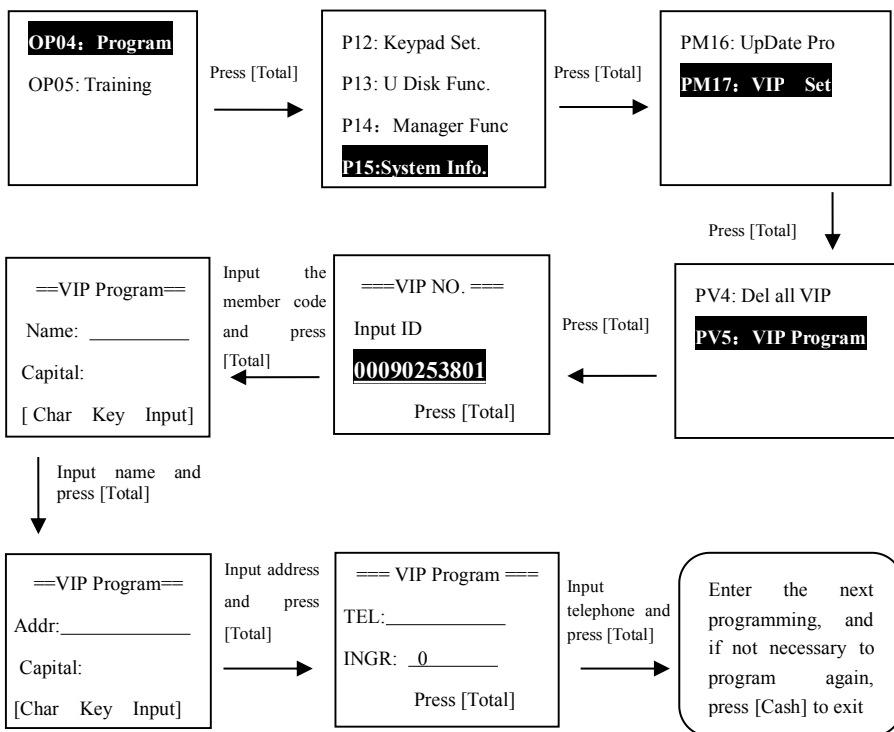 OP04：Program
OP05: Training
Press [Total]
P12: Keypad Set.
P13: U Disk Func.
P14：Manager Func
P15:System Info.
Press [Total]
PM16: UpDate Pro
PM17：VIP Set
Press [Total]
PV4: Del all VIP
PV5：VIP Program
Press [Total]
===VIP NO. ===
Input ID
00090253801
Press [Total]
Input the
member code
and press
[Total]
==VIP Program==
Name: __________
Capital:
[ Char Key Input]
Input name and
press [Total]
==VIP Program==
Addr:_____________
Capital:
[Char Key Input]
Input address
and press
[Total]
=== VIP Program ===
TEL:____________
INGR: _0_______
Press [Total]
Input
telephone and
press [Total]
Enter the next
programming, and
if not necessary to
program again,
press [Cash] to exit